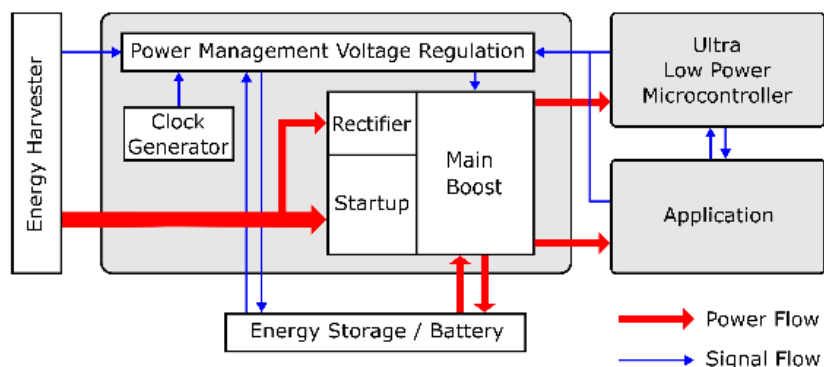 Energy Harvester
Power Management Voltage Regulation
Clock
Generator
Rectifier
Startup
Main
Boost
Ultra
Low Power
Microcontroller
Application
Energy Storage / Battery
Power Flow
Signal Flow